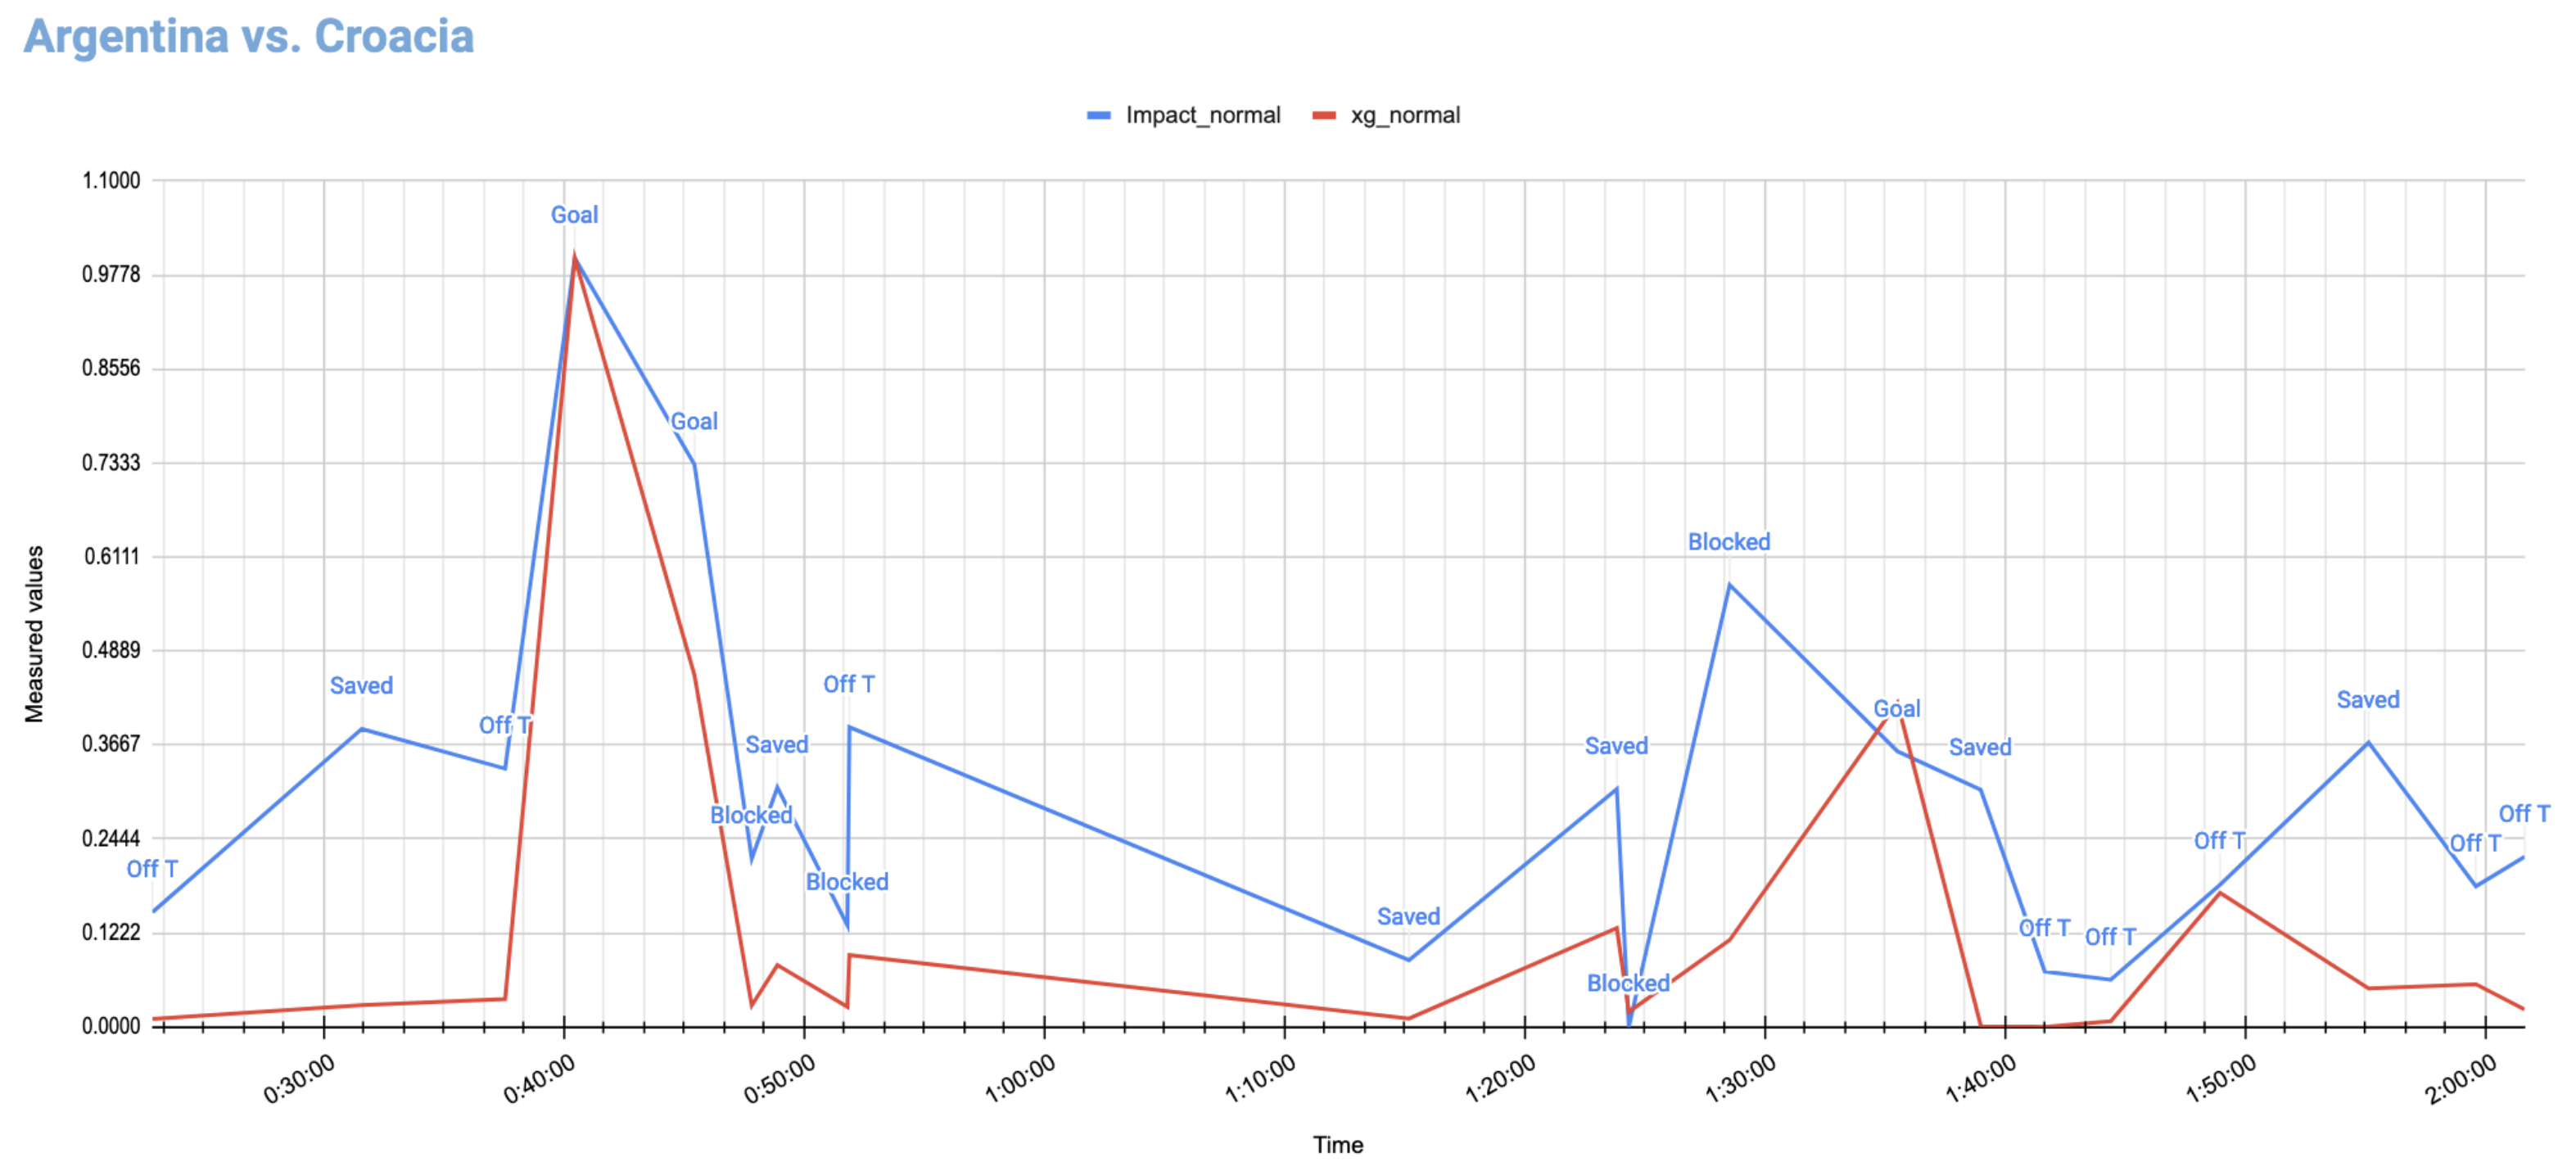 Argentina vs. Croacia
Impact_normal xg_normal
1.1000
0.9778
0.8556
0.7333
0.6111
0.4889
0.3667
0.2444
0.1222
0.0000
Measured values
Off T
Saved
Off T
Goal
Goal
Blocked
Saved
Blocked
Off T
Saved
Saved
Blocked
Blocked
Goal
Saved
Off T
Off T
Off T
Saved
Off T
Off T
0:30:00 0:40:00 0:50:00 1:00:00 1:10:00 1:20:00 1:30:00 1:40:00 1:50:00 2:00:00
Time